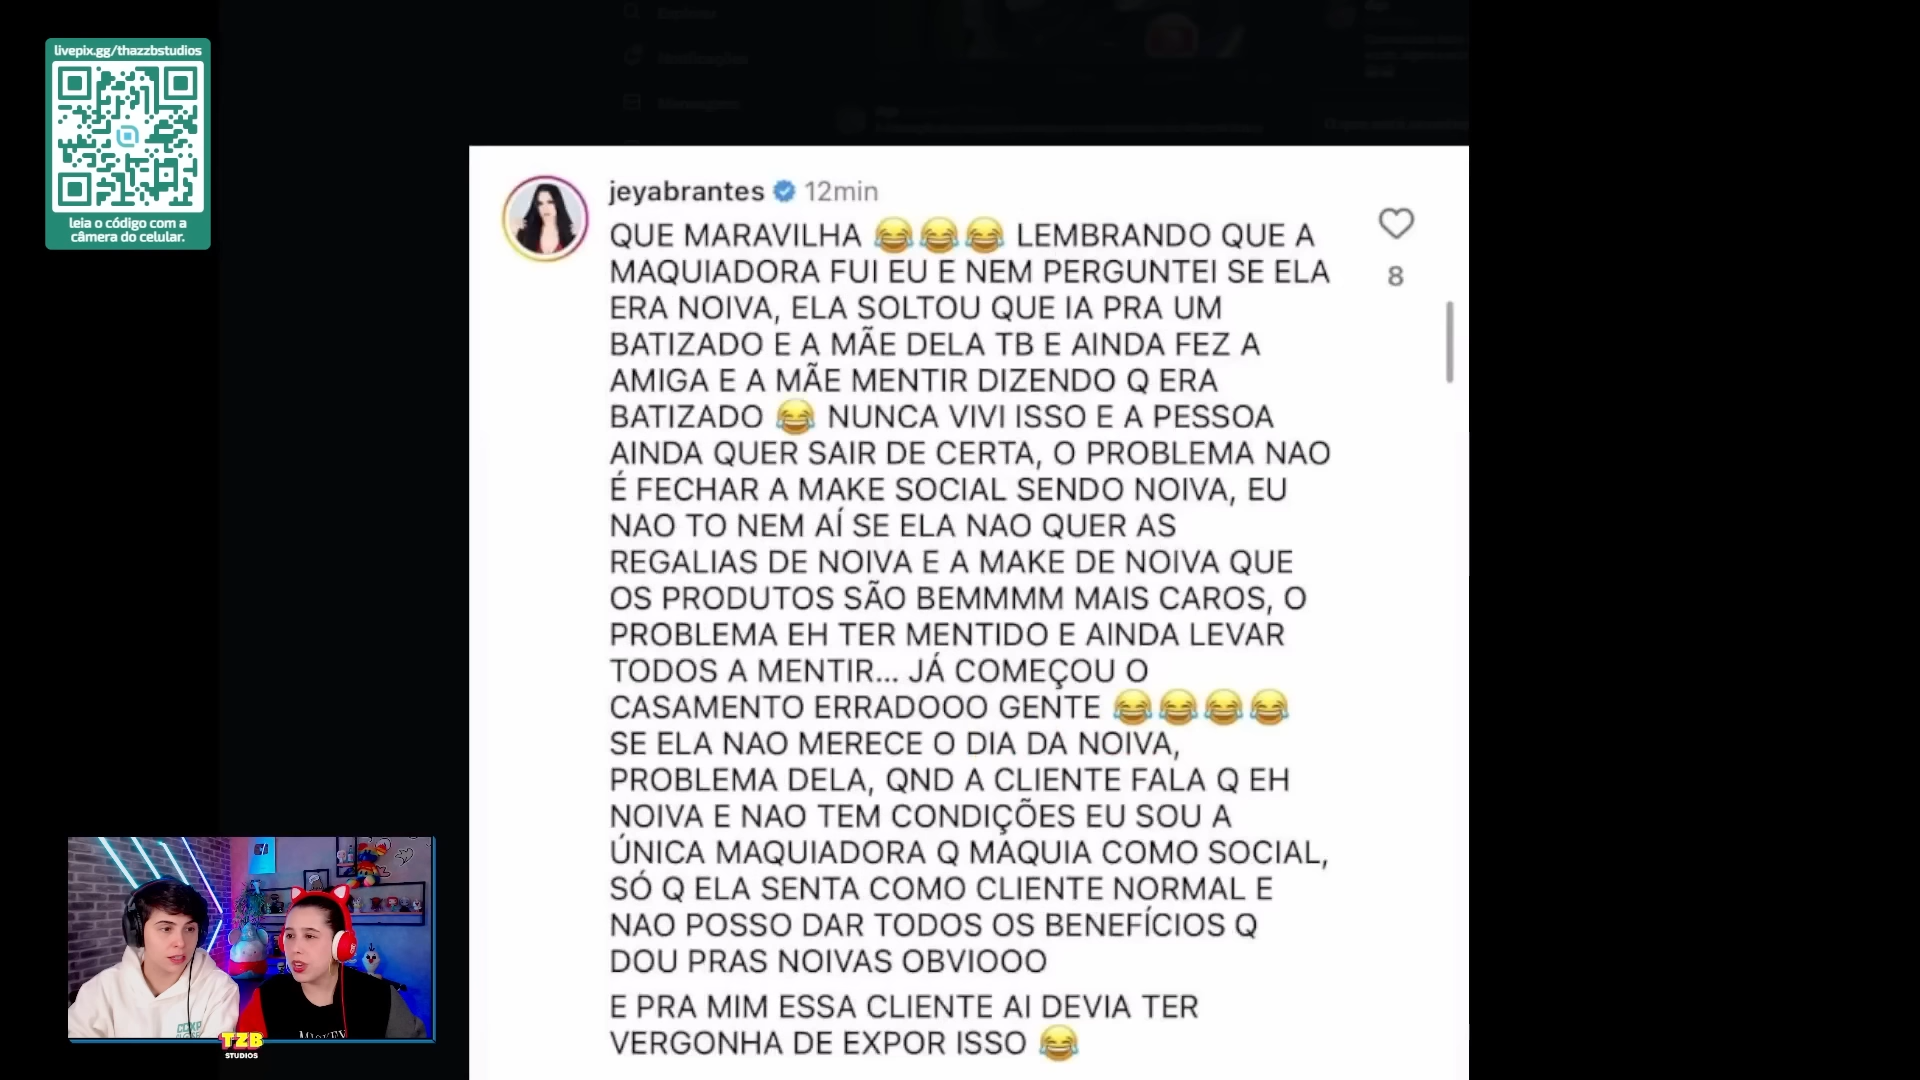 livepix.gg/thazzbstudios
leia o código com a
câmera do celular.
jeyabrantes 12min
QUE MARAVILHA 😂😂😂 LEMBRANDO QUE A
MAQUIADORA FUI EU E NEM PERGUNTEI SE ELA
ERA NOIVA, ELA SOLTOU QUE IA PRA UM
BATIZADO E A MÃE DELA TB E AINDA FEZ A
AMIGA E A MÃE MENTIR DIZENDO Q ERA
BATIZADO 😂 NUNCA VIVI ISSO E A PESSOA
AINDA QUER SAIR DE CERTA, O PROBLEMA NAO
É FECHAR A MAKE SOCIAL SENDO NOIVA, EU
NAO TO NEM AÍ SE ELA NAO QUER AS
REGALIAS DE NOIVA E A MAKE DE NOIVA QUE
OS PRODUTOS SÃO BEMMMM MAIS CAROS, O
PROBLEMA EH TER MENTIDO E AINDA LEVAR
TODOS A MENTIR... JÁ COMEÇOU O
CASAMENTO ERRADOOO GENTE 😂😂😂😂
SE ELA NAO MERECE O DIA DA NOIVA,
PROBLEMA DELA, QND A CLIENTE FALA Q EH
NOIVA E NAO TEM CONDIÇÕES EU SOU A
ÚNICA MAQUIADORA Q MAQUIA COMO SOCIAL,
SÓ Q ELA SENTA COMO CLIENTE NORMAL E
NAO POSSO DAR TODOS OS BENEFÍCIOS Q
DOU PRAS NOIVAS OBVIOOO
E PRA MIM ESSA CLIENTE AI DEVIA TER
VERGONHA DE EXPOR ISSO 😂
8
TZB
STUDIOS